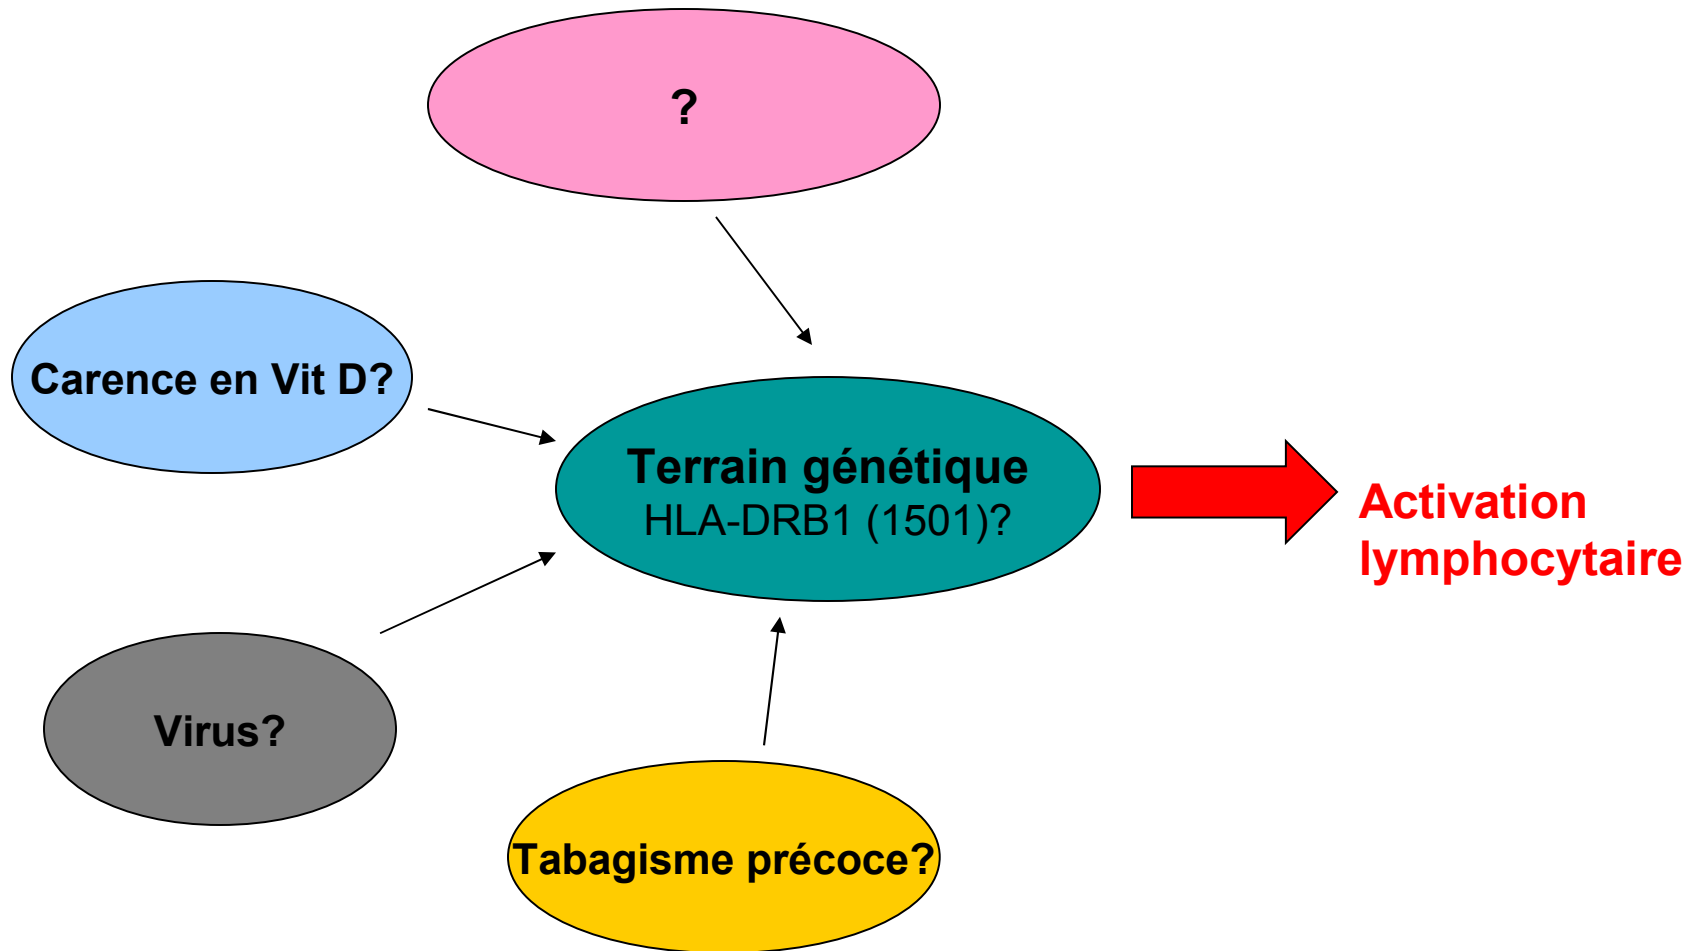 ?
Carence en Vit D?
Terrain génétique
HLA-DRB1 (1501)?
Activation
lymphocytaire
Virus?
Tabagisme précoce?